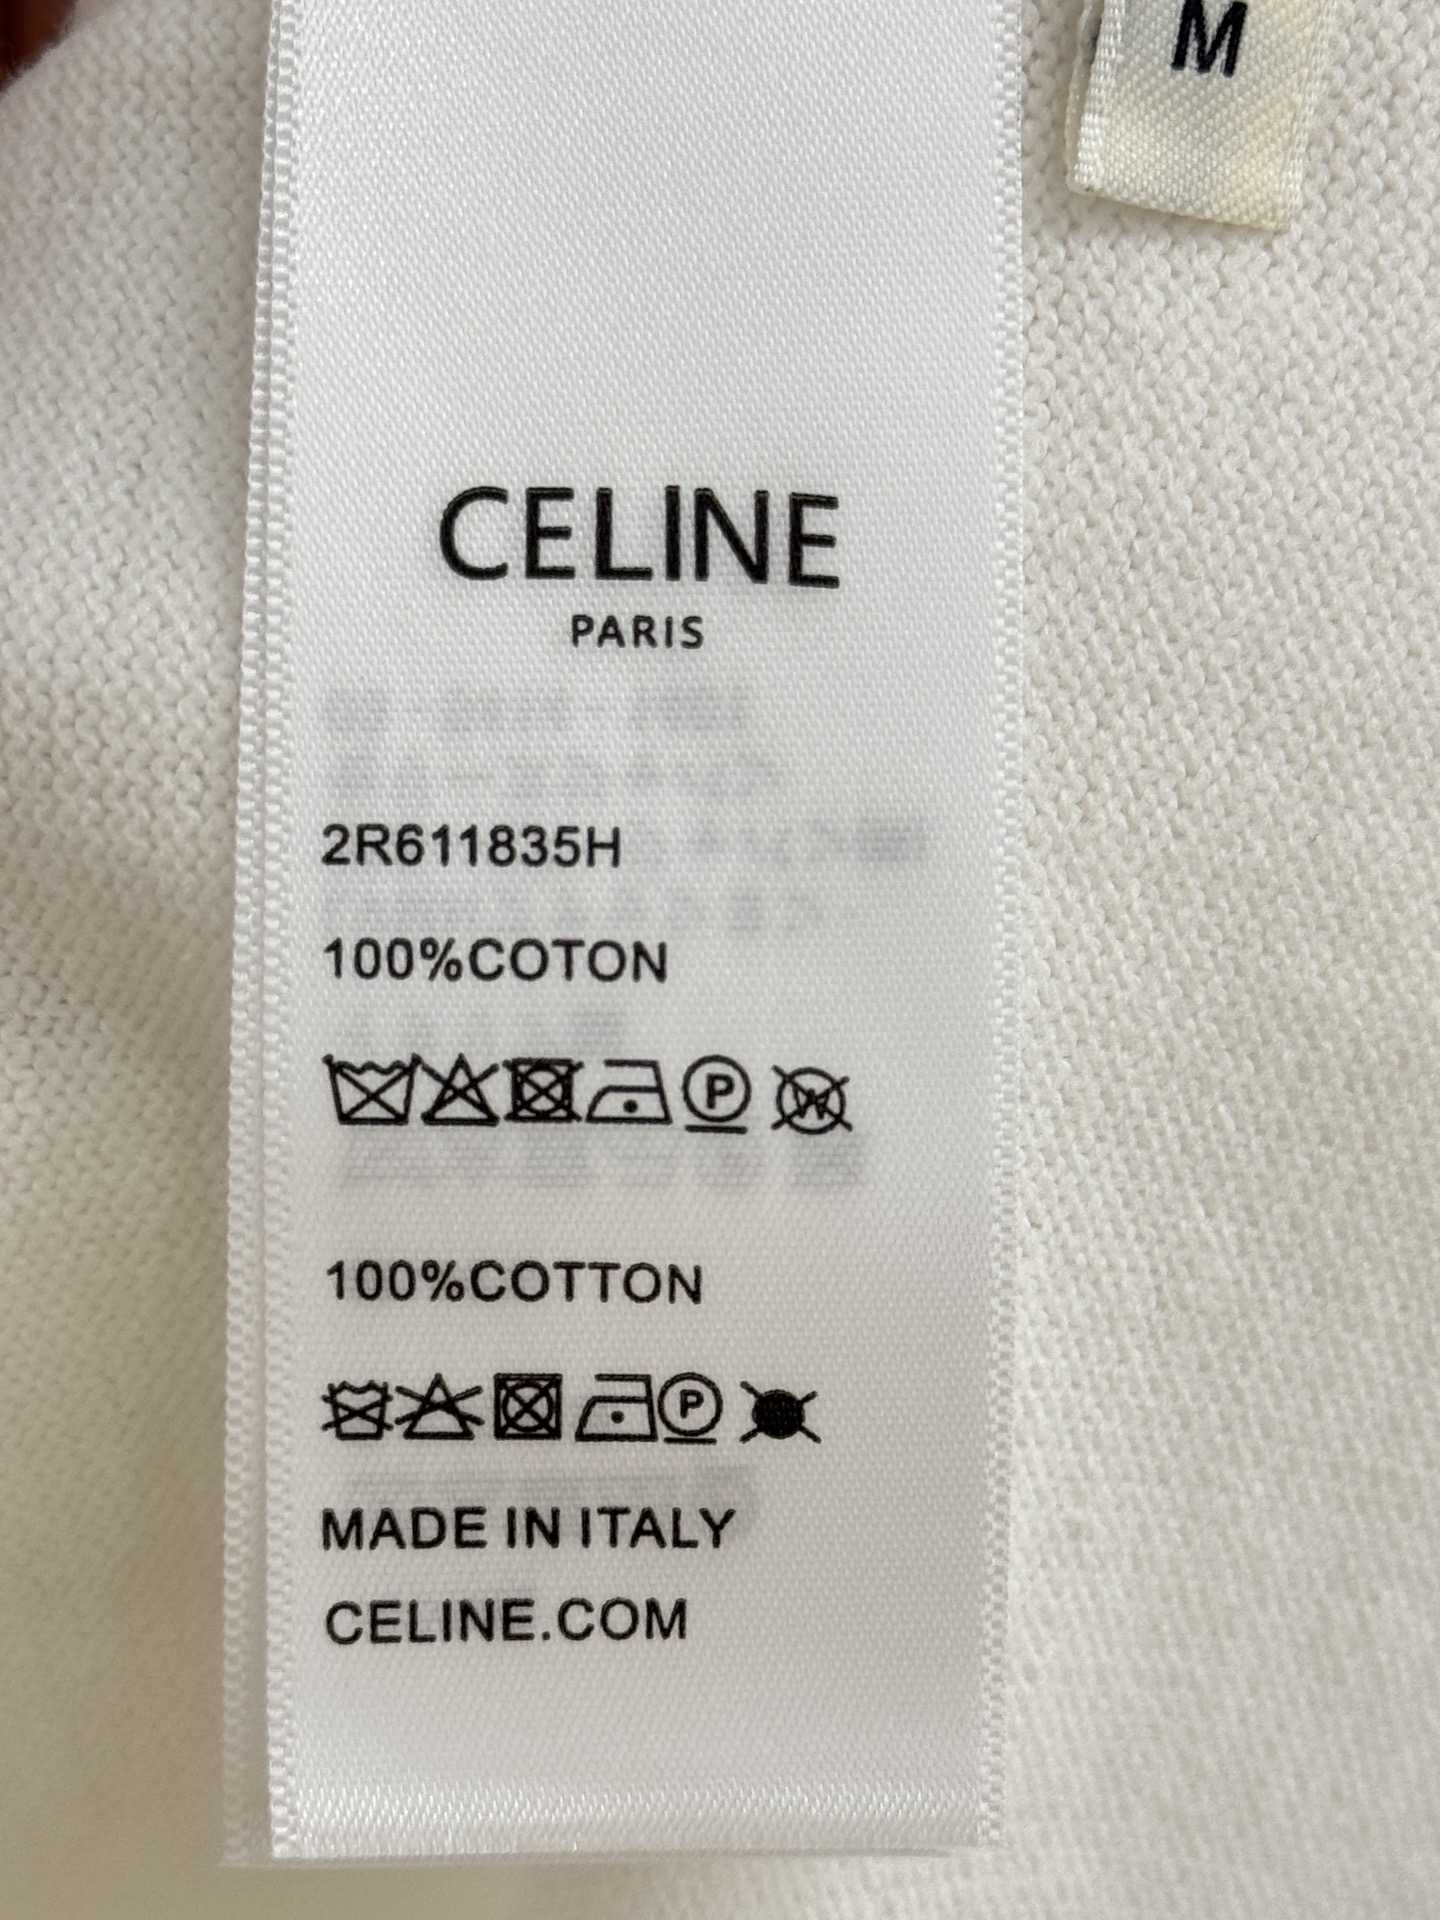 M
CELINE
PARIS
2R611835H
100%COTON
P W
100%COTTON
P
MADE IN ITALY
CELINE.COM